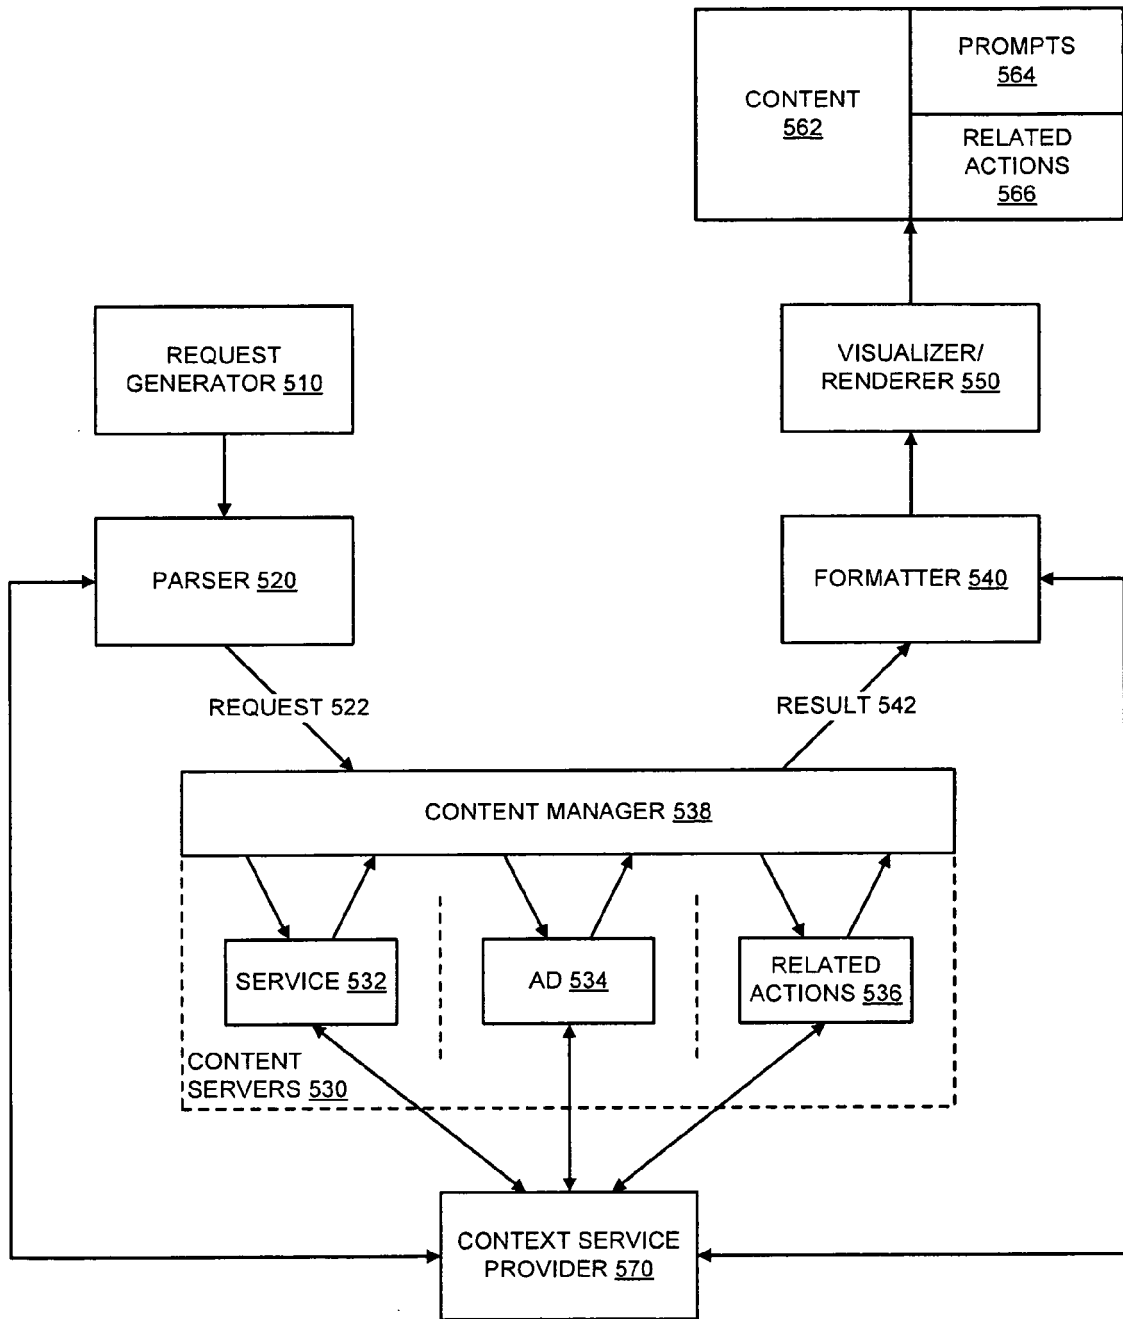 PROMPTS
564
CONTENT
562
RELATED
ACTIONS
566
REQUEST
GENERATOR 510
VISUALIZER/
RENDERER 550
PARSER 520
FORMATTER 540
REQUEST 522
RESULT 542
CONTENT MANAGER 538
SERVICE 532
AD 534
RELATED
ACTIONS 536
CONTENT
SERVERS 530
CONTEXT SERVICE
PROVIDER 570